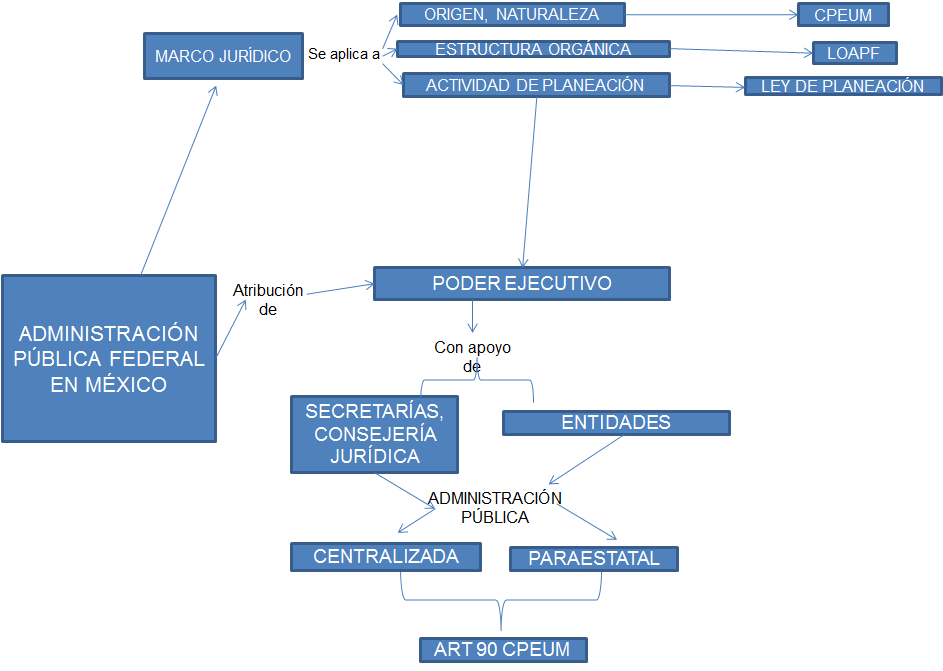 ORIGEN, NATURALEZA
CPEUM
MARCO JURÍDICO
Se aplica a
ESTRUCTURA ORGÁNICA
LOAPF
ACTIVIDAD DE PLANEACIÓN
LEY DE PLANEACIÓN
ADMINISTRACIÓN
PÚBLICA FEDERAL
EN MÉXICO
Atribución
de
PODER EJECUTIVO
Con apoyo
de
SECRETARÍAS,
CONSEJERÍA
JURÍDICA
ENTIDADES
ADMINISTRACIÓN
PÚBLICA
CENTRALIZADA
PARAESTATAL
ART 90 CPEUM